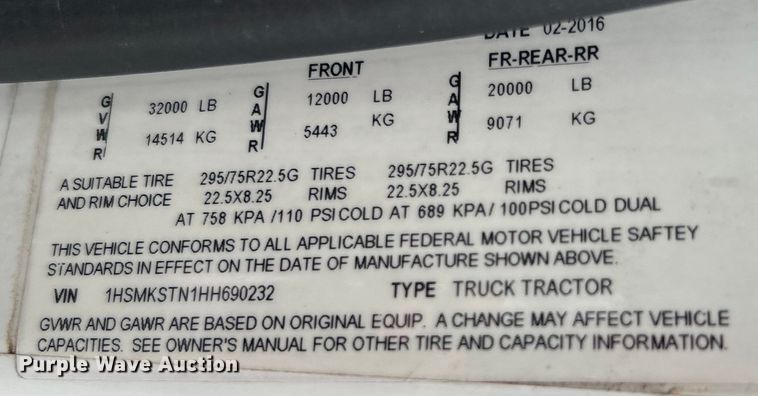 DATE 02-2016
FRONT FR-REAR-RR
GVWR 32000 LB GAWR 12000 LB GAWR 20000 LB
14514 KG 5443 KG 9071 KG
A SUITABLE TIRE 295/75R22.5G TIRES 295/75R22.5G TIRES
AND RIM CHOICE 22.5X8.25 RIMS 22.5X8.25 RIMS
AT 758 KPA /110 PSI COLD AT 689 KPA/ 100PSI COLD DUAL
THIS VEHICLE CONFORMS TO ALL APPLICABLE FEDERAL MOTOR VEHICLE SAFTEY
STANDARDS IN EFFECT ON THE DATE OF MANUFACTURE SHOWN ABOVE.
VIN 1HSMKSTN1HH690232 TYPE TRUCK TRACTOR
GVWR AND GAWR ARE BASED ON ORIGINAL EQUIP. A CHANGE MAY AFFECT VEHICLE
CAPACITIES. SEE OWNER'S MANUAL FOR OTHER TIRE AND CAPACITY INFORMATION.
Purple Wave Auction